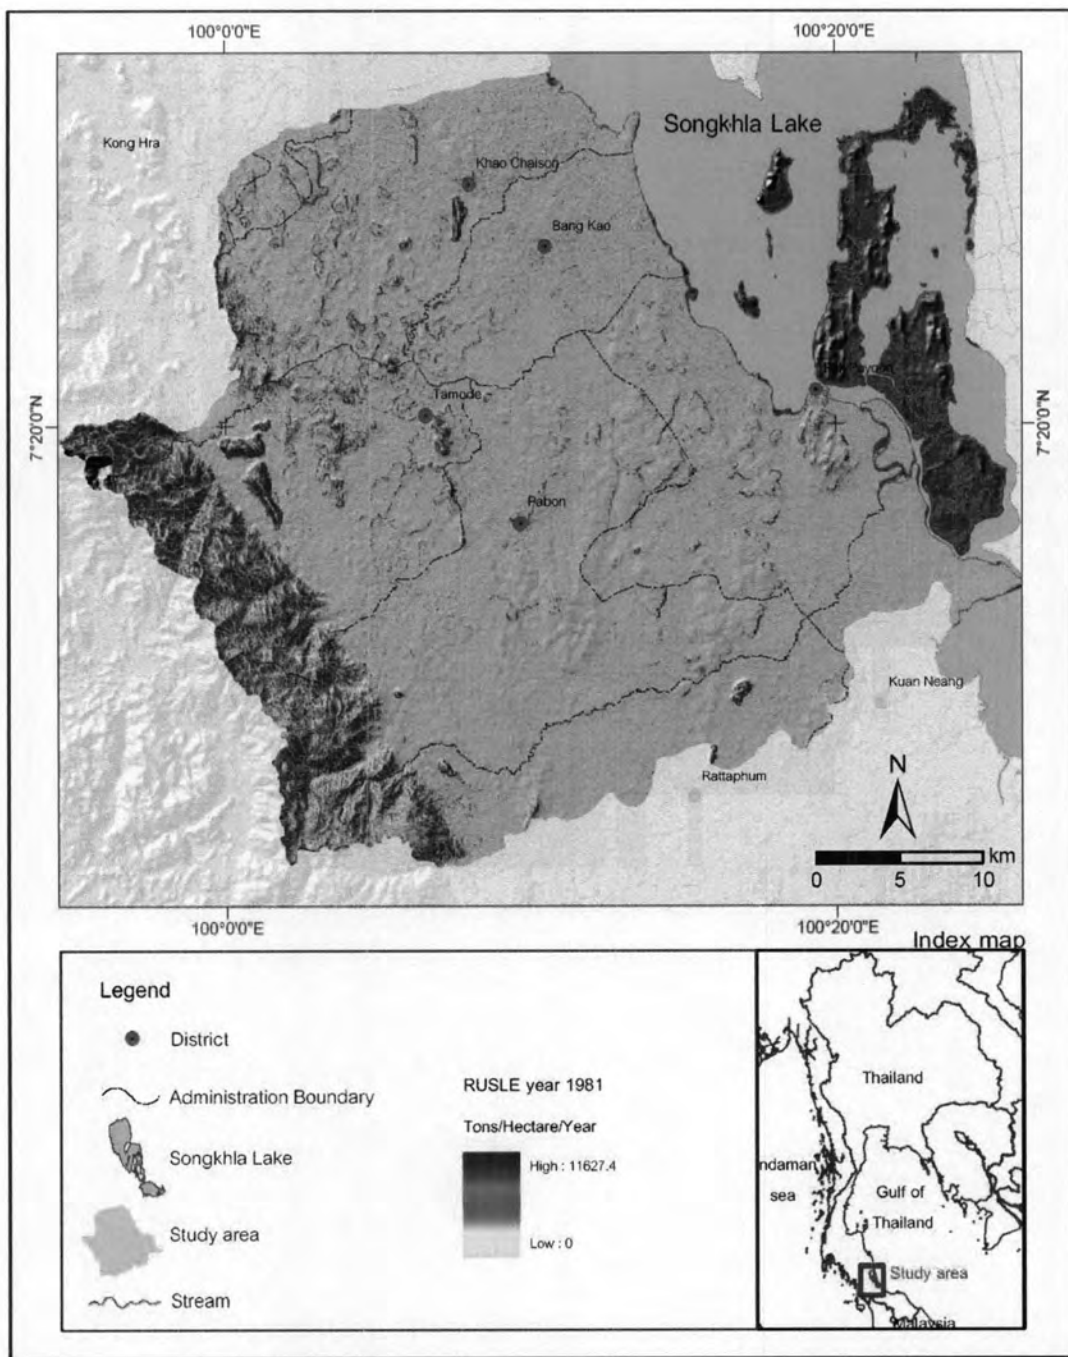 100°0'0"E
100°20'0"E
Songkhla Lake
Kong Hra
Khao Chaison
Bang Kao
Tamode
7°20'0"N
7°20'0"N
Pabon
Kuan Neang
Rattaphum
N
km
0 5 10
100°0'0"E
100°20'0"E
Index map
Legend
District
Administration Boundary
Songkhla Lake
Study area
Stream
RUSLE year 1981
Tons/Hectare/Year
High : 11627.4
Low : 0
Thailand
ndaman
sea
Gulf of
Thailand
Study area
Malaysia